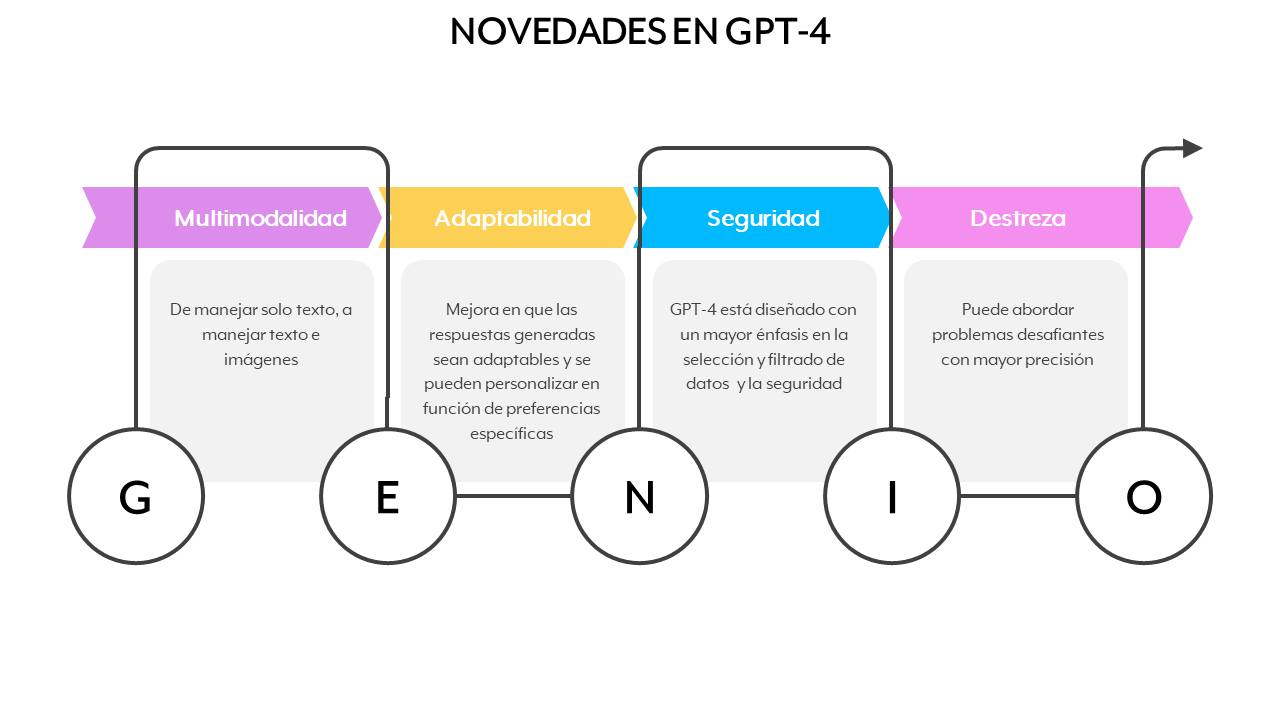 NOVEDADES EN GPT-4
Multimodalidad
Adaptabilidad
Seguridad
Destreza
De manejar solo texto, a
manejar texto e
imágenes
Mejora en que las
respuestas generadas
sean adaptables y se
pueden personalizar en
función de preferencias
específicas
GPT-4 está diseñado con
un mayor énfasis en la
selección y filtrado de
datos  y la seguridad
Puede abordar
problemas desafiantes
con mayor precisión
G
E
N
I
O